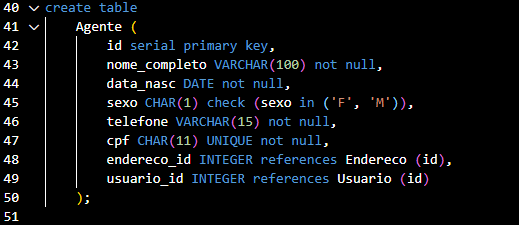 40 create table
41 Agente (
42 id serial primary key,
43 nome_completo VARCHAR(100) not null,
44 data_nasc DATE not null,
45 sexo CHAR(1) check (sexo in ('F', 'M')),
46 telefone VARCHAR(15) not null,
47 cpf CHAR(11) UNIQUE not null,
48 endereco_id INTEGER references Endereco (id),
49 usuario_id INTEGER references Usuario (id)
50 );
51